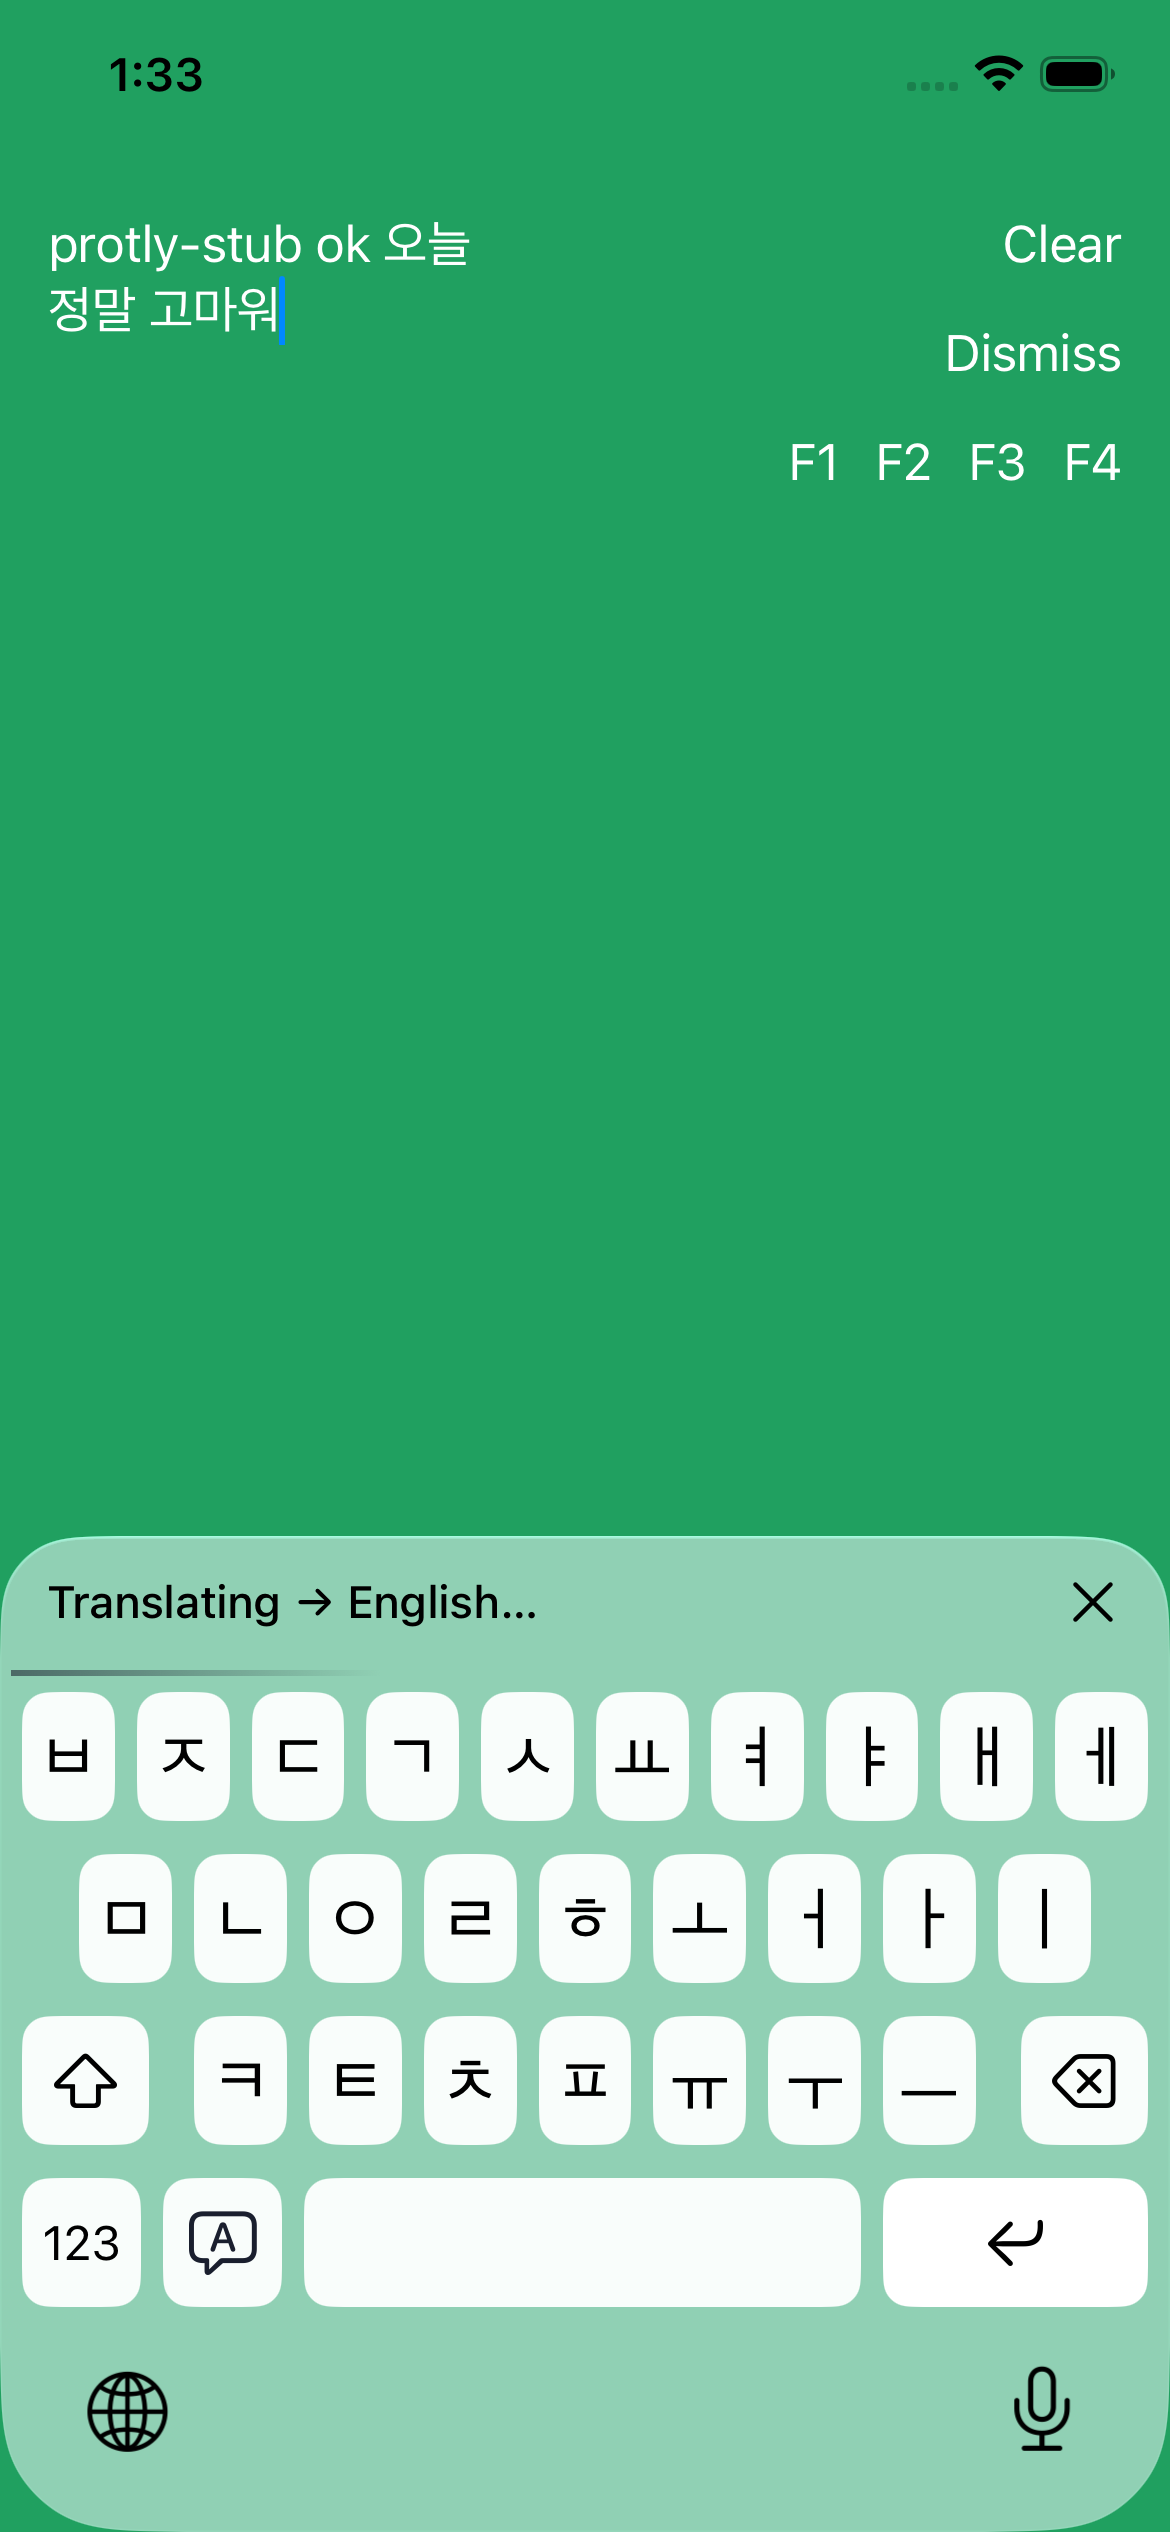 1:33
protly-stub ok 오늘
정말 고마워
Clear
Dismiss
F1 F2 F3 F4
Translating → English...
ㅂ ㅈ ㄷ ㄱ ㅅ ㅛ ㅕ ㅑ ㅐ ㅔ
ㅁ ㄴ ㅇ ㄹ ㅎ ㅗ ㅓ ㅏ ㅣ
ㅋ ㅌ ㅊ ㅍ ㅠ ㅜ ㅡ
123 A